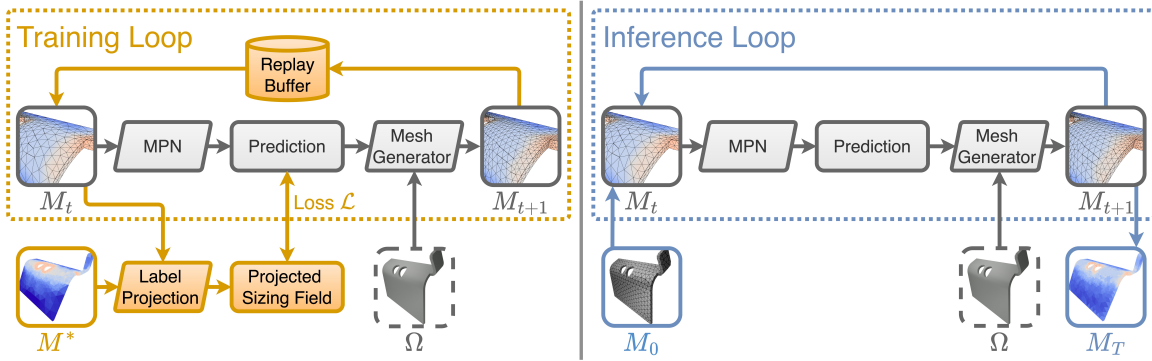 Training Loop
Replay
Buffer
MPN
Prediction
Mesh
Generator
M_t
Loss ℒ
M_{t+1}
Label
Projection
Projected
Sizing Field
M*
Ω
Inference Loop
MPN
Prediction
Mesh
Generator
M_t
M_{t+1}
M_0
Ω
M_T